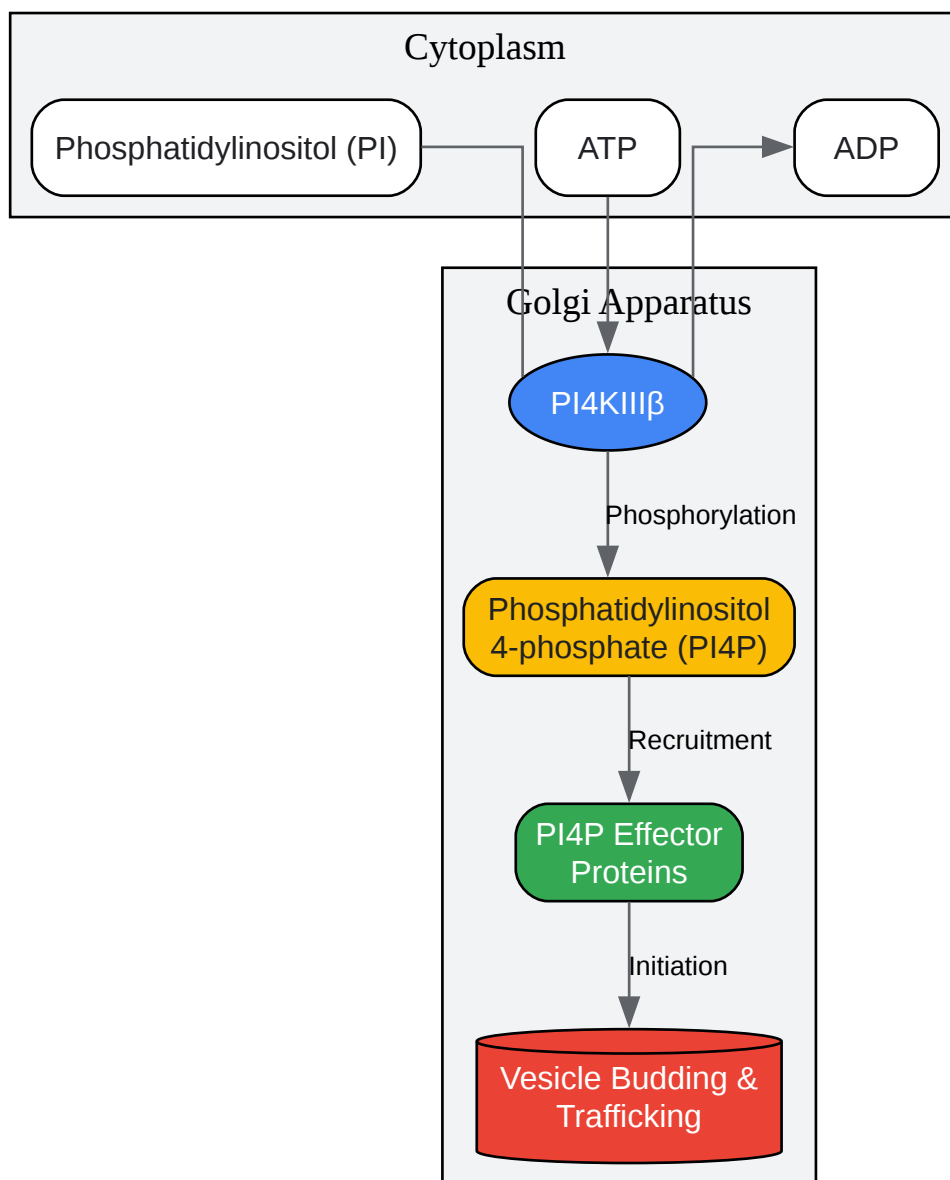 Cytoplasm
Phosphatidylinositol (PI)
ATP
ADP
Golgi Apparatus
PI4KIIIβ
Phosphorylation
Phosphatidylinositol
4-phosphate (PI4P)
Recruitment
PI4P Effector
Proteins
Initiation
Vesicle Budding &
Trafficking